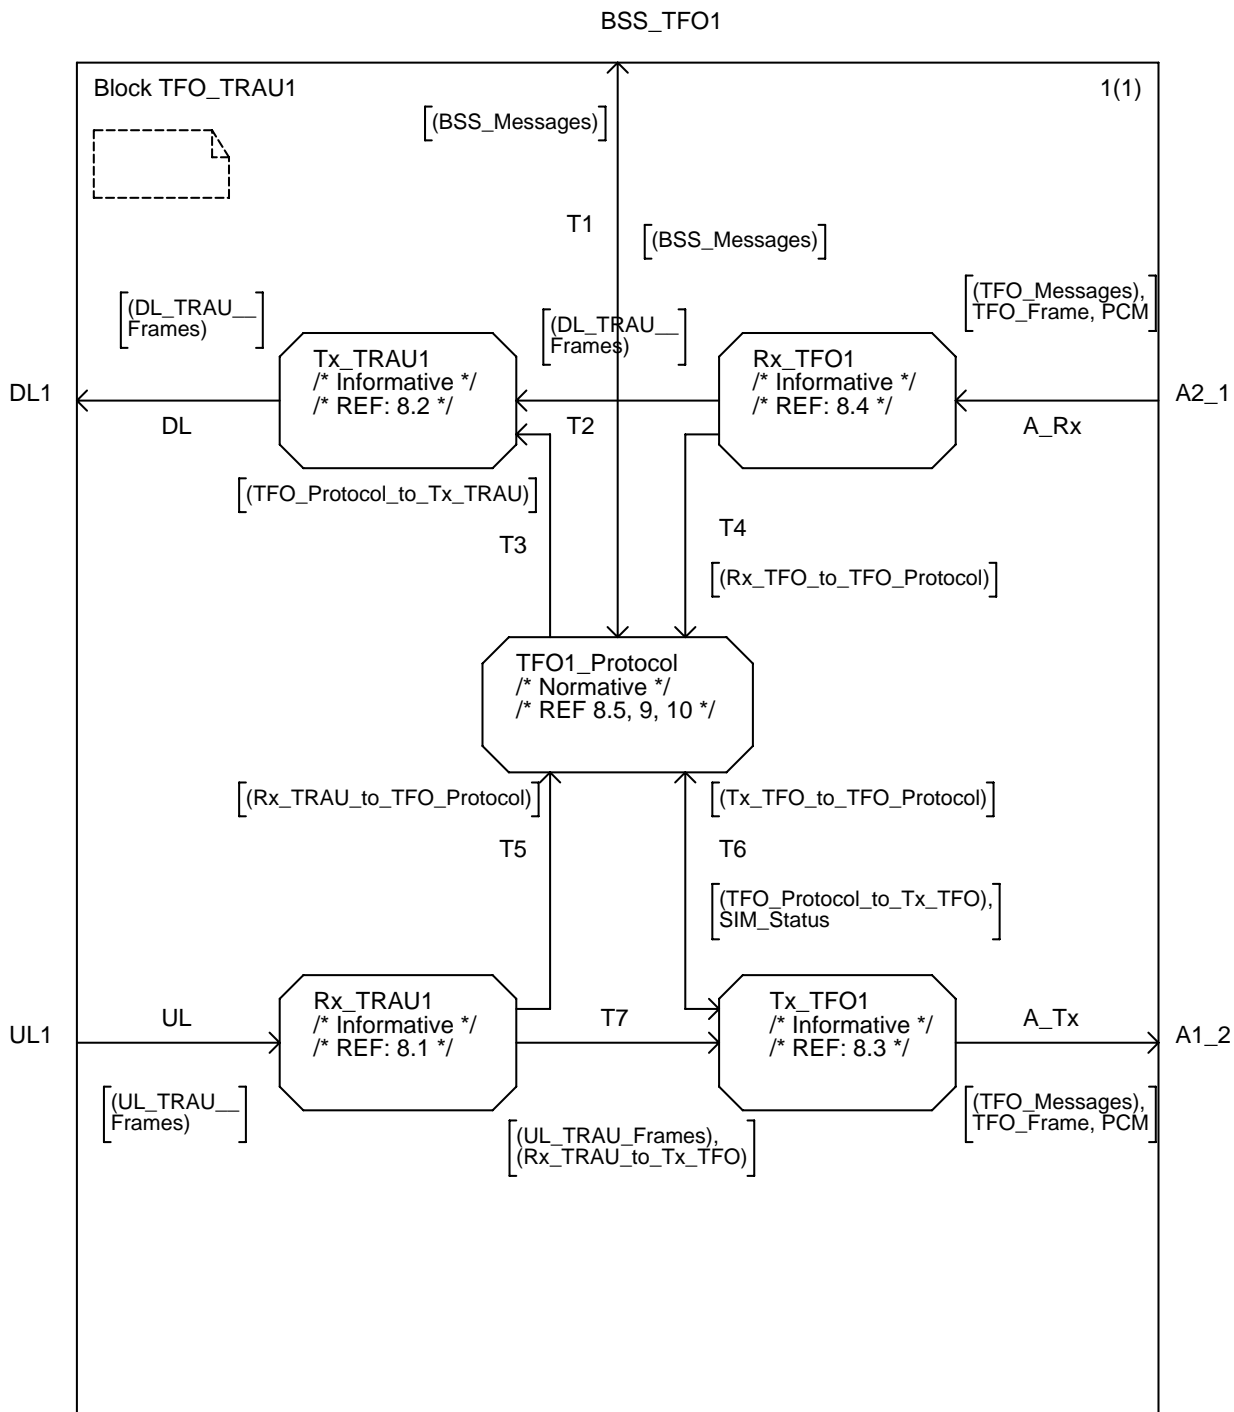 BSS_TFO1
Block TFO_TRAU1
1(1)
[(BSS_Messages)]
T1
[(BSS_Messages)]
[(DL_TRAU__
Frames)]
[(DL_TRAU__
Frames)]
[(TFO_Messages),
TFO_Frame, PCM]
Tx_TRAU1
/* Informative */
/* REF: 8.2 */
Rx_TFO1
/* Informative */
/* REF: 8.4 */
DL1
A2_1
DL
T2
A_Rx
[(TFO_Protocol_to_Tx_TRAU)]
T3
T4
[(Rx_TFO_to_TFO_Protocol)]
TFO1_Protocol
/* Normative */
/* REF 8.5, 9, 10 */
[(Rx_TRAU_to_TFO_Protocol)]
[(Tx_TFO_to_TFO_Protocol)]
T5
T6
[(TFO_Protocol_to_Tx_TFO),
SIM_Status]
Rx_TRAU1
/* Informative */
/* REF: 8.1 */
Tx_TFO1
/* Informative */
/* REF: 8.3 */
UL
T7
A_Tx
UL1
A1_2
[(UL_TRAU__
Frames)]
[(UL_TRAU_Frames),
(Rx_TRAU_to_Tx_TFO)]
[(TFO_Messages),
TFO_Frame, PCM]